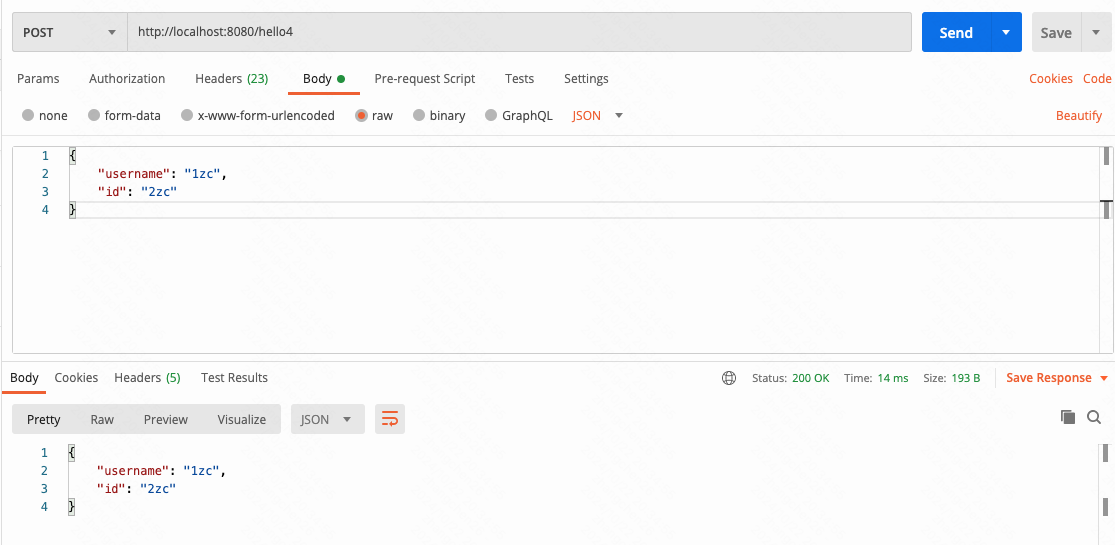 POST http://localhost:8080/hello4 Send Save
Params Authorization Headers (23) Body Pre-request Script Tests Settings Cookies Code
none form-data x-www-form-urlencoded raw binary GraphQL JSON Beautify
1 {
2 "username": "1zc",
3 "id": "2zc"
4 }
Body Cookies Headers (5) Test Results Status: 200 OK Time: 14 ms Size: 193 B Save Response
Pretty Raw Preview Visualize JSON
1 {
2 "username": "1zc",
3 "id": "2zc"
4 }